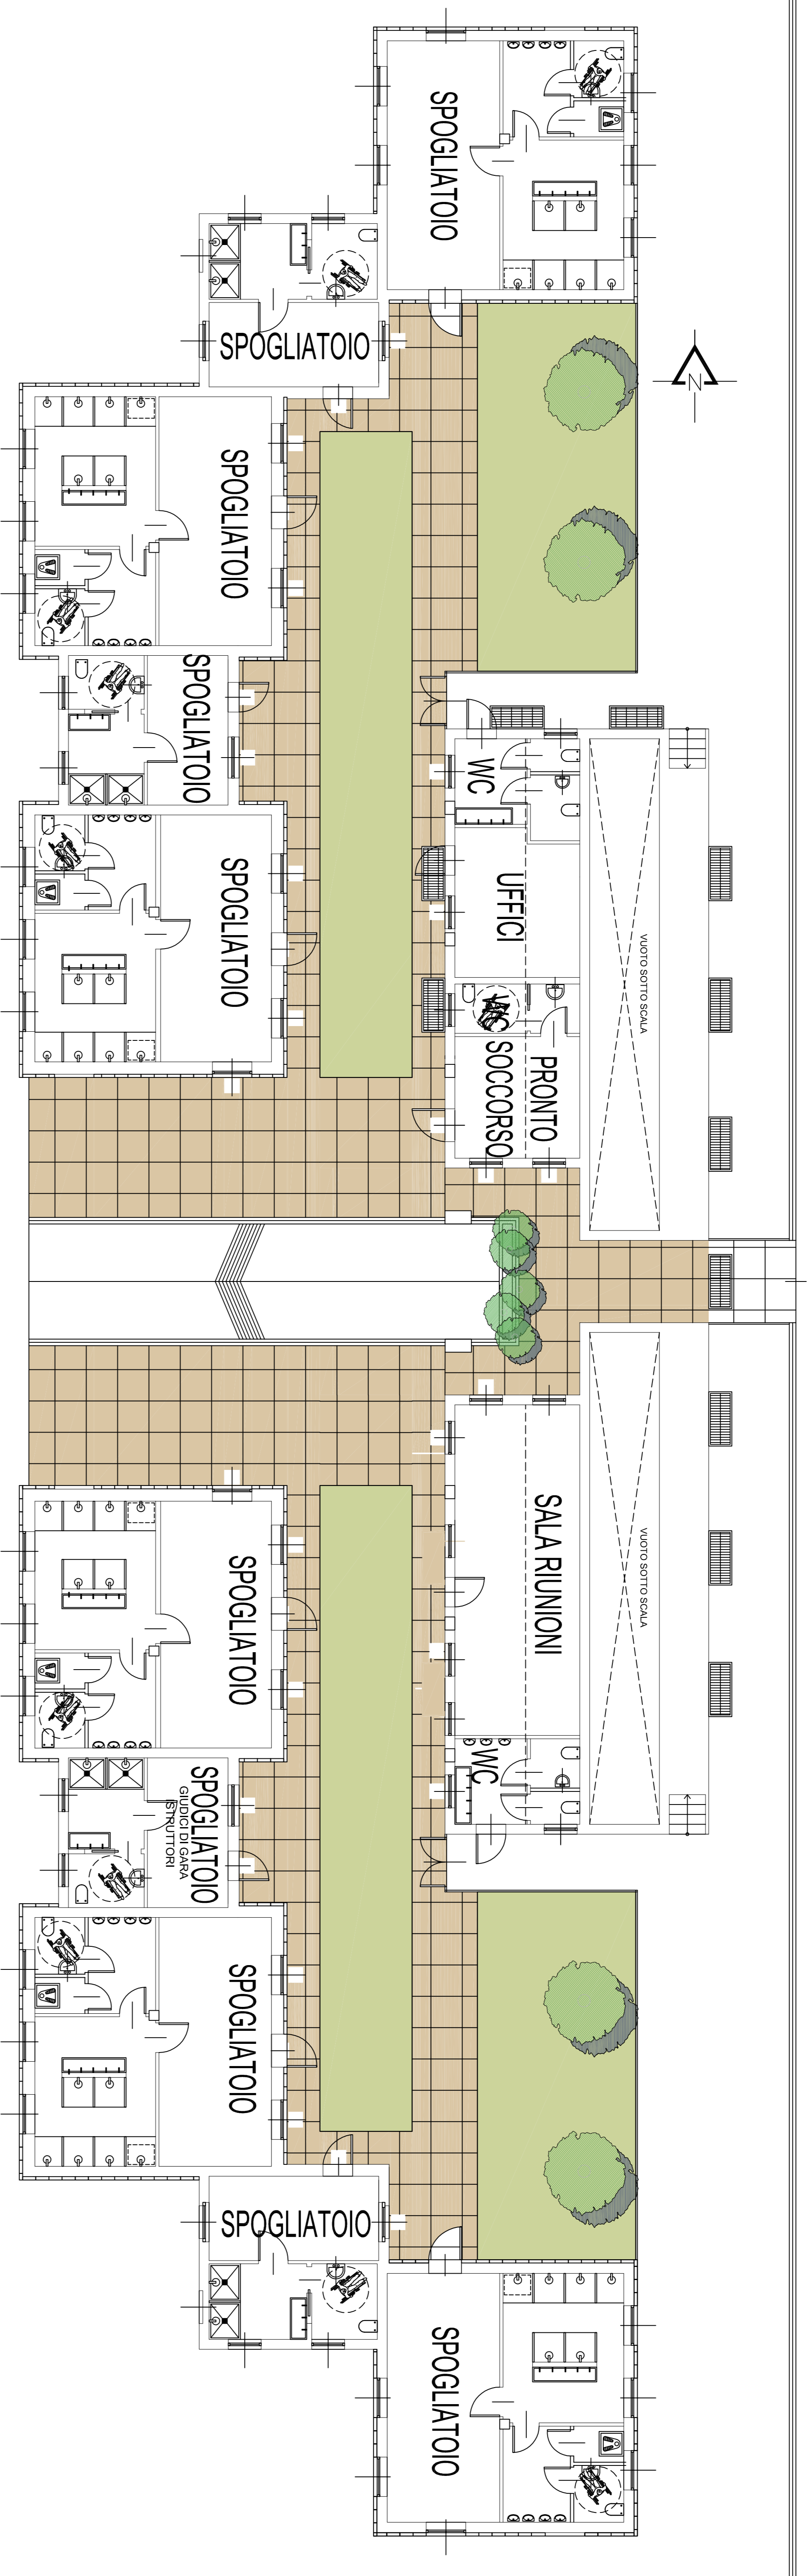 SPOGLIATOIO
SPOGLIATOIO
N
SPOGLIATOIO
SPOGLIATOIO
WC
SPOGLIATOIO
UFFICI
VUOTO SOTTO SCALA
WC
PRONTO
SOCCORSO
SALA RIUNIONI
VUOTO SOTTO SCALA
SPOGLIATOIO
WC
SPOGLIATOIO
GIUDICI DI GARA
ISTRUTTORI
SPOGLIATOIO
SPOGLIATOIO
SPOGLIATOIO